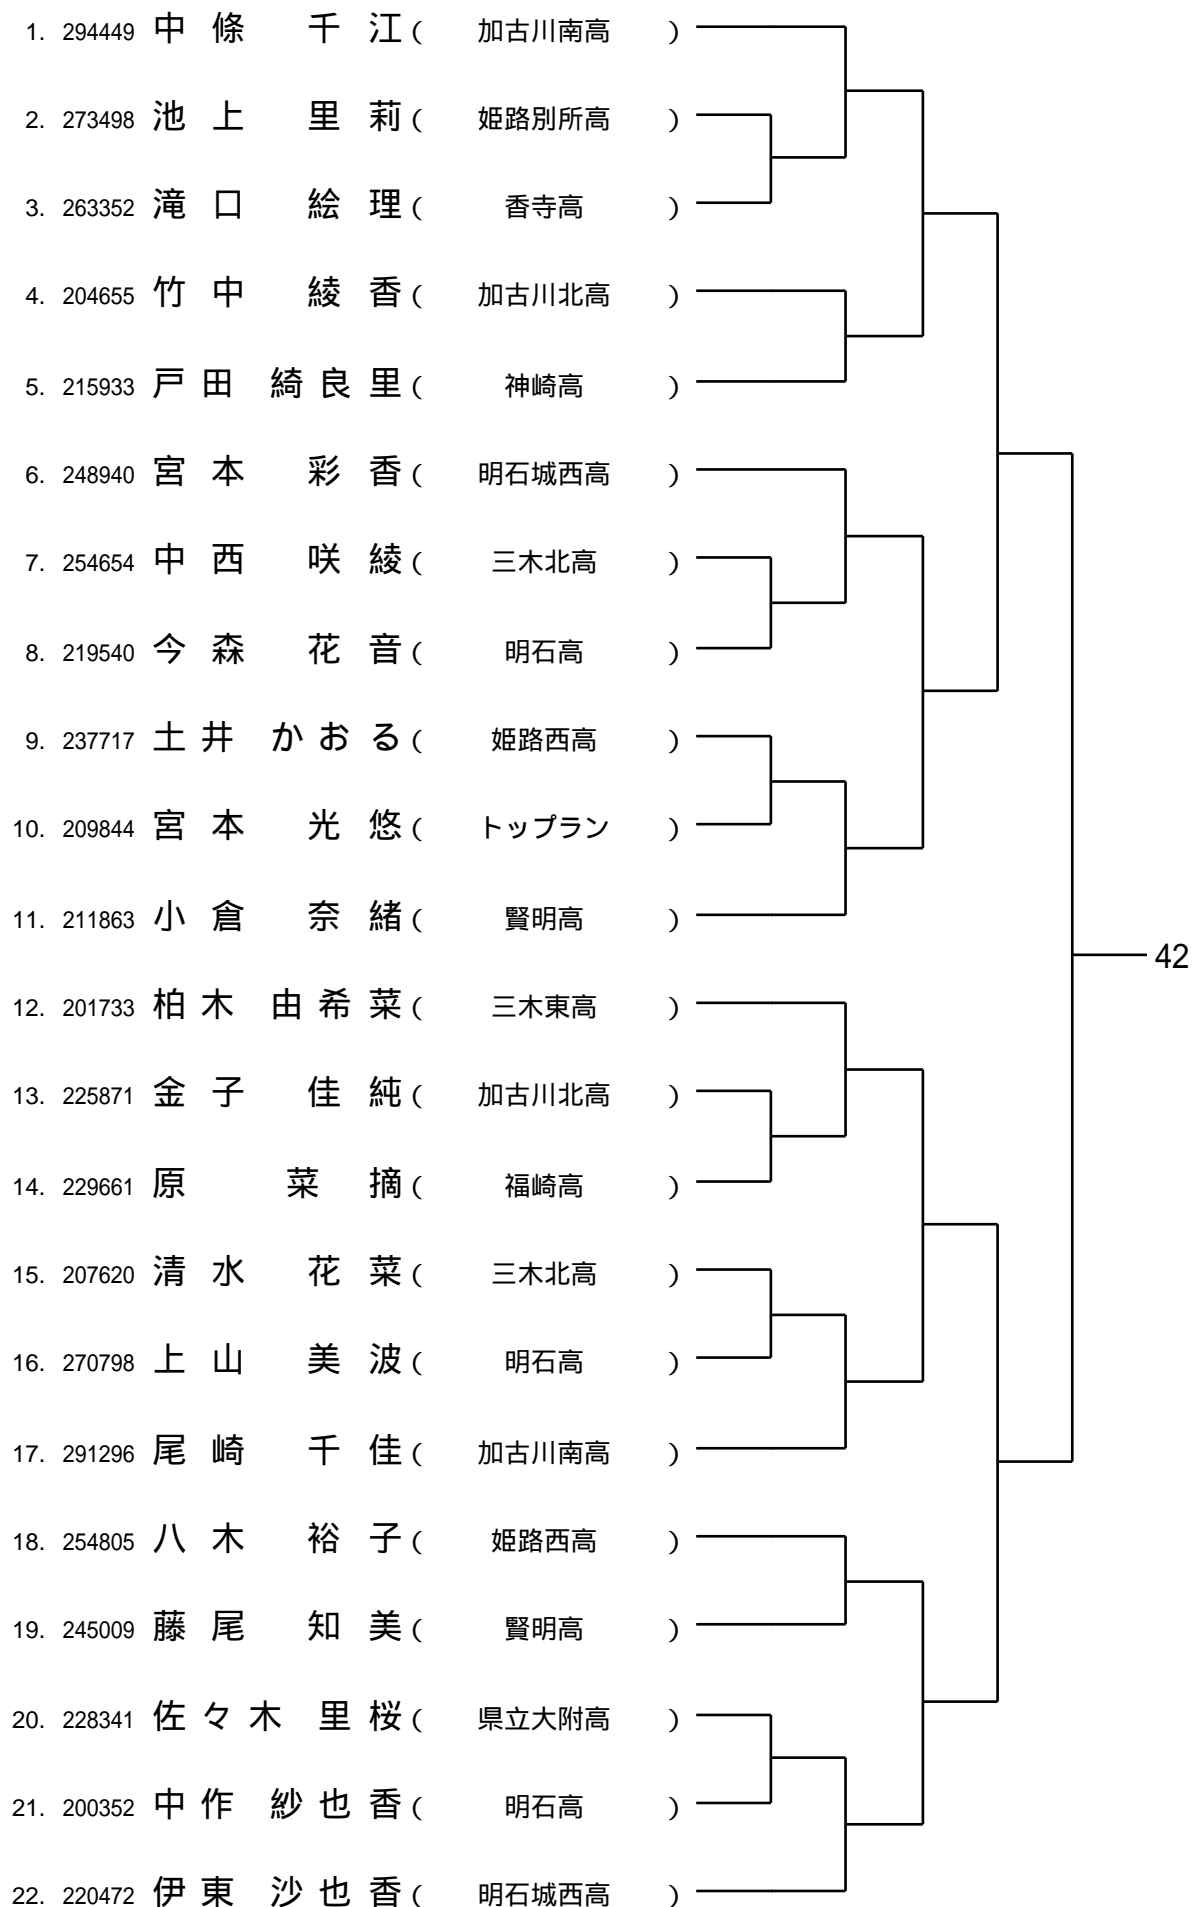 1. 294449 中條 千江 ( 加古川南高 )
2. 273498 池上 里莉 ( 姫路別所高 )
3. 263352 滝口 絵理 ( 香寺高 )
4. 204655 竹中 綾香 ( 加古川北高 )
5. 215933 戸田 綺良里 ( 神崎高 )
6. 248940 宮本 彩香 ( 明石城西高 )
7. 254654 中西 咲綾 ( 三木北高 )
8. 219540 今森 花音 ( 明石高 )
9. 237717 土井 かおる ( 姫路西高 )
10. 209844 宮本 光悠 ( トップラン )
11. 211863 小倉 奈緒 ( 賢明高 )
42
12. 201733 柏木 由希菜 ( 三木東高 )
13. 225871 金子 佳純 ( 加古川北高 )
14. 229661 原 菜摘 ( 福崎高 )
15. 207620 清水 花菜 ( 三木北高 )
16. 270798 上山 美波 ( 明石高 )
17. 291296 尾崎 千佳 ( 加古川南高 )
18. 254805 八木 裕子 ( 姫路西高 )
19. 245009 藤尾 知美 ( 賢明高 )
20. 228341 佐々木 里桜 ( 県立大附高 )
21. 200352 中作 紗也香 ( 明石高 )
22. 220472 伊東 沙也香 ( 明石城西高 )